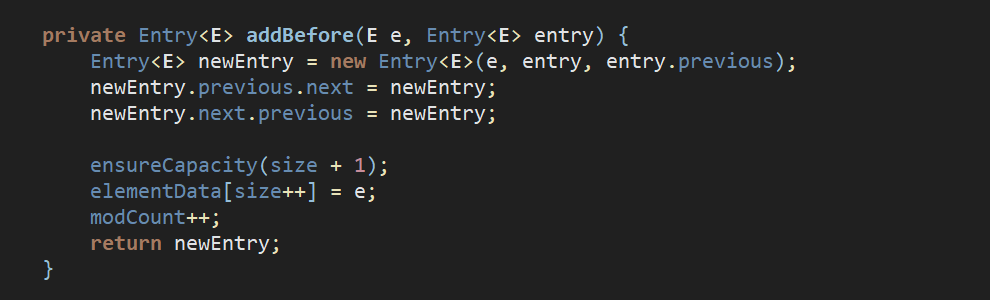 private Entry<E> addBefore(E e, Entry<E> entry) {
    Entry<E> newEntry = new Entry<E>(e, entry, entry.previous);
    newEntry.previous.next = newEntry;
    newEntry.next.previous = newEntry;

    ensureCapacity(size + 1);
    elementData[size++] = e;
    modCount++;
    return newEntry;
}